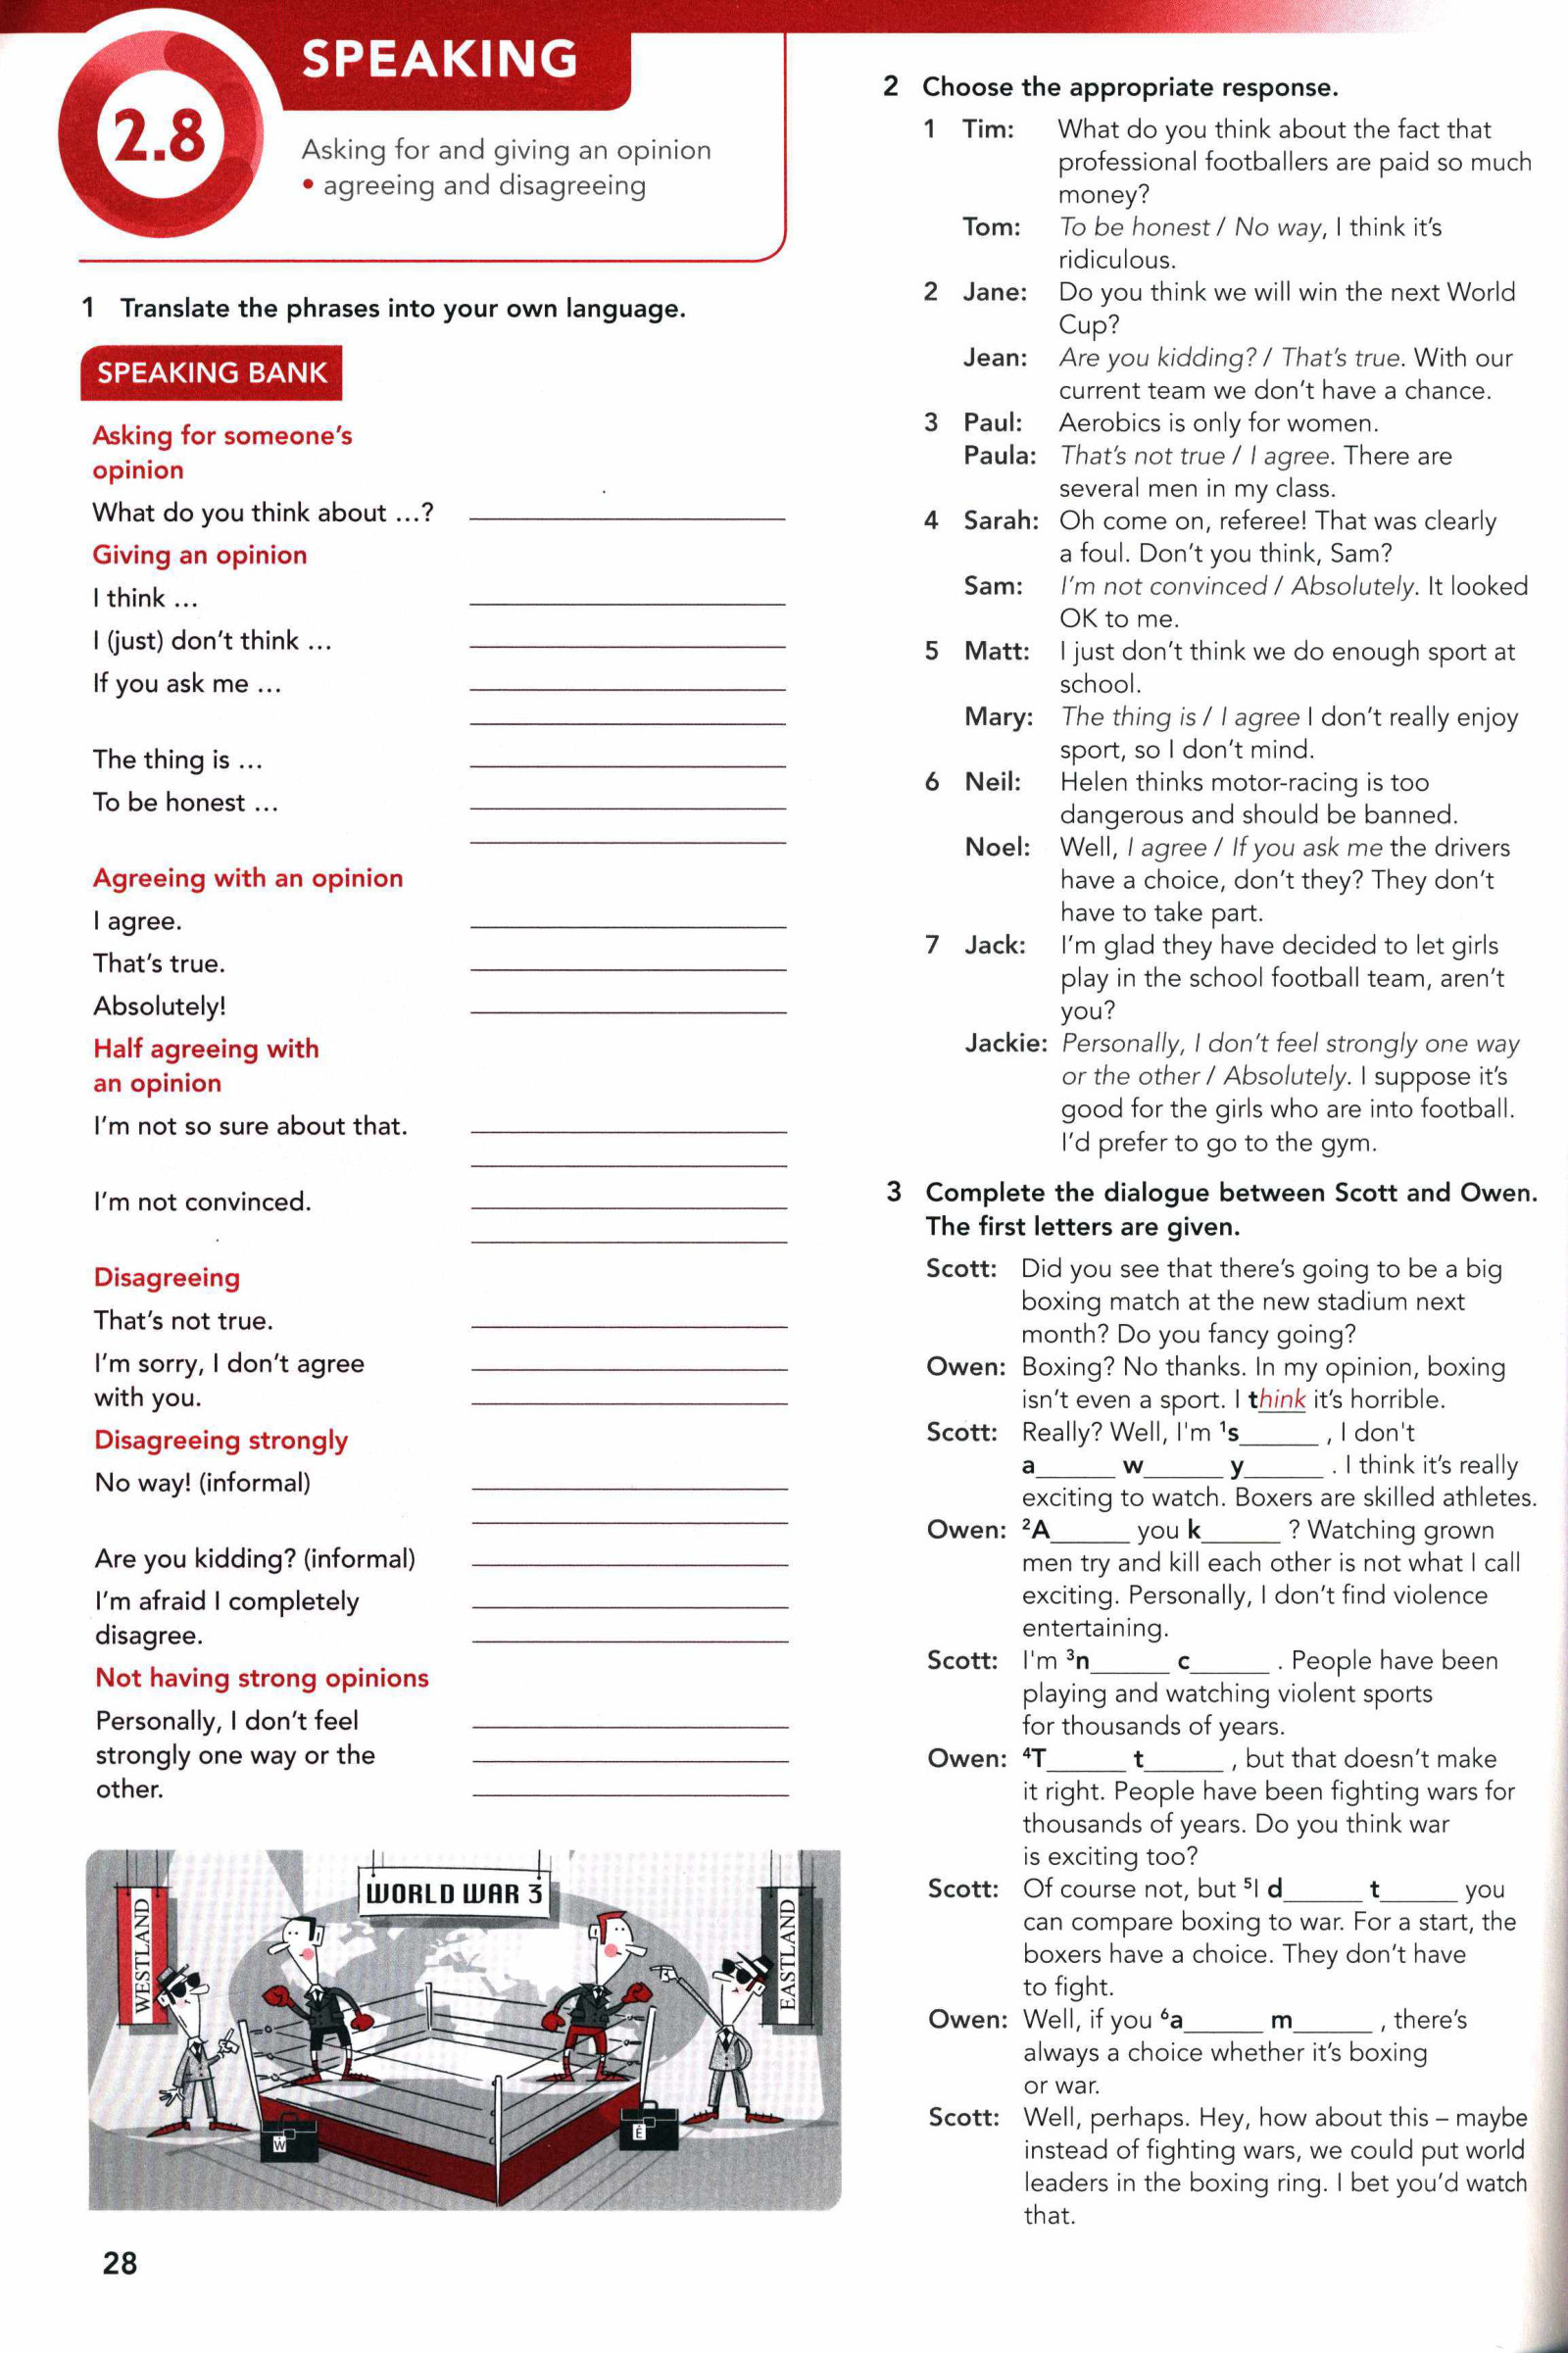 SPEAKING
2.8
Asking for and giving an opinion
• agreeing and disagreeing
1 Translate the phrases into your own language.
SPEAKING BANK
Asking for someone's
opinion
What do you think about ...? ____
Giving an opinion
I think ... ____
I (just) don't think ... ____
If you ask me ... ____
____
The thing is ... ____
To be honest ... ____
____
Agreeing with an opinion
I agree. ____
That's true. ____
Absolutely! ____
Half agreeing with
an opinion
I'm not so sure about that. ____
____
I'm not convinced. ____
____
Disagreeing
That's not true. ____
I'm sorry, I don't agree ____
with you. ____
Disagreeing strongly
No way! (informal) ____
____
Are you kidding? (informal) ____
I'm afraid I completely ____
disagree. ____
Not having strong opinions
Personally, I don't feel ____
strongly one way or the ____
other. ____
WORLD WAR 3
WESTLAND
EASTLAND
W
E
28
2 Choose the appropriate response.
1 Tim: What do you think about the fact that
professional footballers are paid so much
money?
Tom: To be honest / No way, I think it's
ridiculous.
2 Jane: Do you think we will win the next World
Cup?
Jean: Are you kidding? / That's true. With our
current team we don't have a chance.
3 Paul: Aerobics is only for women.
Paula: That's not true / I agree. There are
several men in my class.
4 Sarah: Oh come on, referee! That was clearly
a foul. Don't you think, Sam?
Sam: I'm not convinced / Absolutely. It looked
OK to me.
5 Matt: I just don't think we do enough sport at
school.
Mary: The thing is / I agree I don't really enjoy
sport, so I don't mind.
6 Neil: Helen thinks motor-racing is too
dangerous and should be banned.
Noel: Well, I agree / If you ask me the drivers
have a choice, don't they? They don't
have to take part.
7 Jack: I'm glad they have decided to let girls
play in the school football team, aren't
you?
Jackie: Personally, I don't feel strongly one way
or the other / Absolutely. I suppose it's
good for the girls who are into football.
I'd prefer to go to the gym.
3 Complete the dialogue between Scott and Owen.
The first letters are given.
Scott: Did you see that there's going to be a big
boxing match at the new stadium next
month? Do you fancy going?
Owen: Boxing? No thanks. In my opinion, boxing
isn't even a sport. I think it's horrible.
Scott: Really? Well, I'm ¹s______ , I don't
a______ w______ y______ . I think it's really
exciting to watch. Boxers are skilled athletes.
Owen: ²A______ you k______ ? Watching grown
men try and kill each other is not what I call
exciting. Personally, I don't find violence
entertaining.
Scott: I'm ³n______ c______ . People have been
playing and watching violent sports
for thousands of years.
Owen: ⁴T______ t______ , but that doesn't make
it right. People have been fighting wars for
thousands of years. Do you think war
is exciting too?
Scott: Of course not, but ⁵I d______ t______ you
can compare boxing to war. For a start, the
boxers have a choice. They don't have
to fight.
Owen: Well, if you ⁶a______ m______ , there's
always a choice whether it's boxing
or war.
Scott: Well, perhaps. Hey, how about this – maybe
instead of fighting wars, we could put world
leaders in the boxing ring. I bet you'd watch
that.